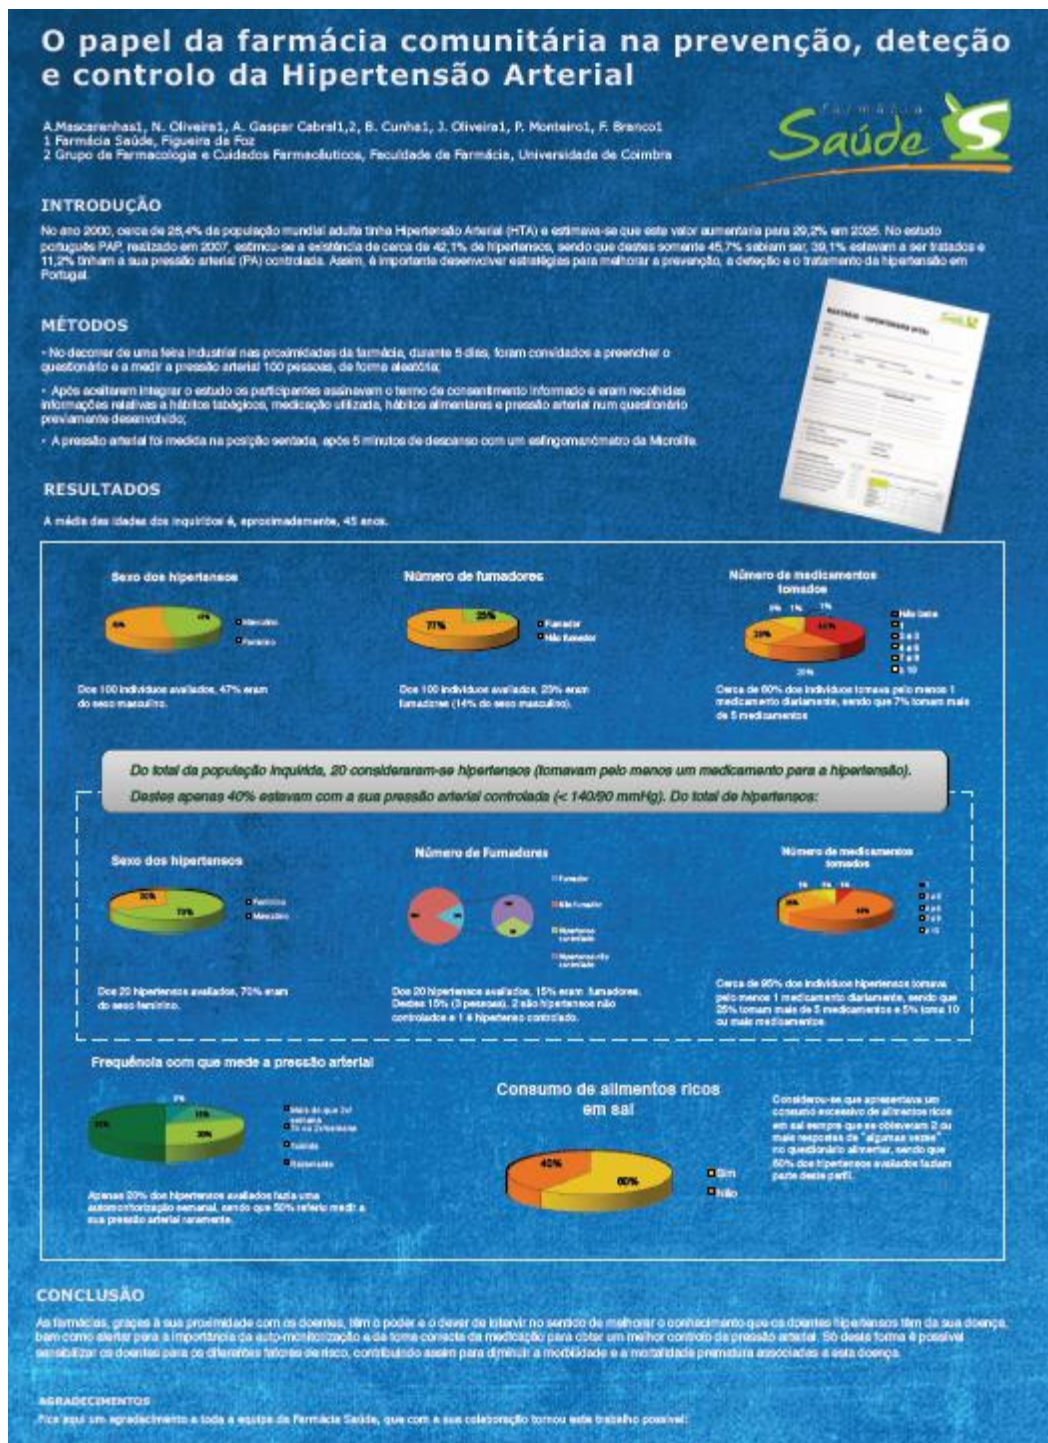 O papel da farmácia comunitária na prevenção, deteção
e controlo da Hipertensão Arterial
farmácia
Saúde
A.Mascarenhas1, N. Oliveira1, A. Gaspar Cabral1,2, B. Cunha1, J. Oliveira1, P. Monteiro1, F. Branco1
1 Farmácia Saúde, Figueira da Foz
2 Grupo de Farmacologia e Cuidados Farmacêuticos, Faculdade de Farmácia, Universidade de Coimbra
INTRODUÇÃO
No ano 2000, cerca de 26,4% da população mundial adulta tinha Hipertensão Arterial (HTA) e estimava-se que este valor aumentaria para 29,2% em 2025. No estudo
português PAP, realizado em 2007, estimou-se a existência de cerca de 42,1% de hipertensos, sendo que destes somente 45,7% sabiam ser, 39,1% estavam a ser tratados e
11,2% tinham a sua pressão arterial (PA) controlada. Assim, é importante desenvolver estratégias para melhorar a prevenção, a deteção e o tratamento da hipertensão em
Portugal.
MÉTODOS
• No decorrer de uma feira industrial nas proximidades da farmácia, durante 5 dias, foram convidados a preencher o
questionário e a medir a pressão arterial 100 pessoas, de forma aleatória;
• Após aceitarem integrar o estudo os participantes assinavam o termo de consentimento informado e eram recolhidas
informações relativas a hábitos tabágicos, medicação utilizada, hábitos alimentares e pressão arterial num questionário
previamente desenvolvido;
• A pressão arterial foi medida na posição sentada, após 5 minutos de descanso com um esfingomanómetro da Microlife.
RESULTADOS
A média das idades dos inquiridos é, aproximadamente, 45 anos.
Sexo dos hipertensos
Masculino
Feminino
Dos 100 indivíduos avaliados, 47% eram
do sexo masculino.
Número de fumadores
77%
23%
Fumador
Não fumador
Dos 100 indivíduos avaliados, 23% eram
fumadores (14% do sexo masculino).
Número de medicamentos
tomados
Não toma
1
2 a 3
4 a 6
7 a 9
≥ 10
Cerca de 60% dos indivíduos tomava pelo menos 1
medicamento diariamente, sendo que 7% tomam mais
de 5 medicamentos
Do total da população inquirida, 20 consideraram-se hipertensos (tomavam pelo menos um medicamento para a hipertensão).
Destes apenas 40% estavam com a sua pressão arterial controlada (< 140/90 mmHg). Do total de hipertensos:
Sexo dos hipertensos
30%
70%
Feminino
Masculino
Dos 20 hipertensos avaliados, 70% eram
do sexo feminino.
Número de Fumadores
Fumador
Não fumador
Hipertenso
controlado
Hipertenso não
controlado
Dos 20 hipertensos avaliados, 15% eram fumadores.
Destes 15% (3 pessoas), 2 são hipertensos não
controlados e 1 é hipertenso controlado.
Número de medicamentos
tomados
Cerca de 95% dos indivíduos hipertensos tomava
pelo menos 1 medicamento diariamente, sendo que
25% tomam mais de 5 medicamentos e 5% toma 10
ou mais medicamentos.
Frequência com que mede a pressão arterial
Mais do que 2x/
semana
1x ou 2x/semana
Raramente
Apenas 20% dos hipertensos avaliados fazia uma
automonitorização semanal, sendo que 50% referiu medir a
sua pressão arterial raramente.
Consumo de alimentos ricos
em sal
40%
60%
Sim
Não
Considerou-se que apresentava um
consumo excessivo de alimentos ricos
em sal sempre que se obtiveram 2 ou
mais respostas de "algumas vezes"
no questionário alimentar, sendo que
60% dos hipertensos avaliados faziam
parte deste perfil.
CONCLUSÃO
As farmácias, graças à sua proximidade com os doentes, têm o poder e o dever de intervir no sentido de melhorar o conhecimento que os doentes hipertensos têm da sua doença,
bem como alertar para a importância da auto-monitorização e da toma correcta da medicação para obter um melhor controlo da pressão arterial. Só desta forma é possível
sensibilizar os doentes para os diferentes fatores de risco, contribuindo assim para diminuir a morbilidade e a mortalidade prematura associadas a esta doença.
AGRADECIMENTOS
Fica aqui um agradecimento a toda a equipa da Farmácia Saúde, que com a sua colaboração tornou este trabalho possível.